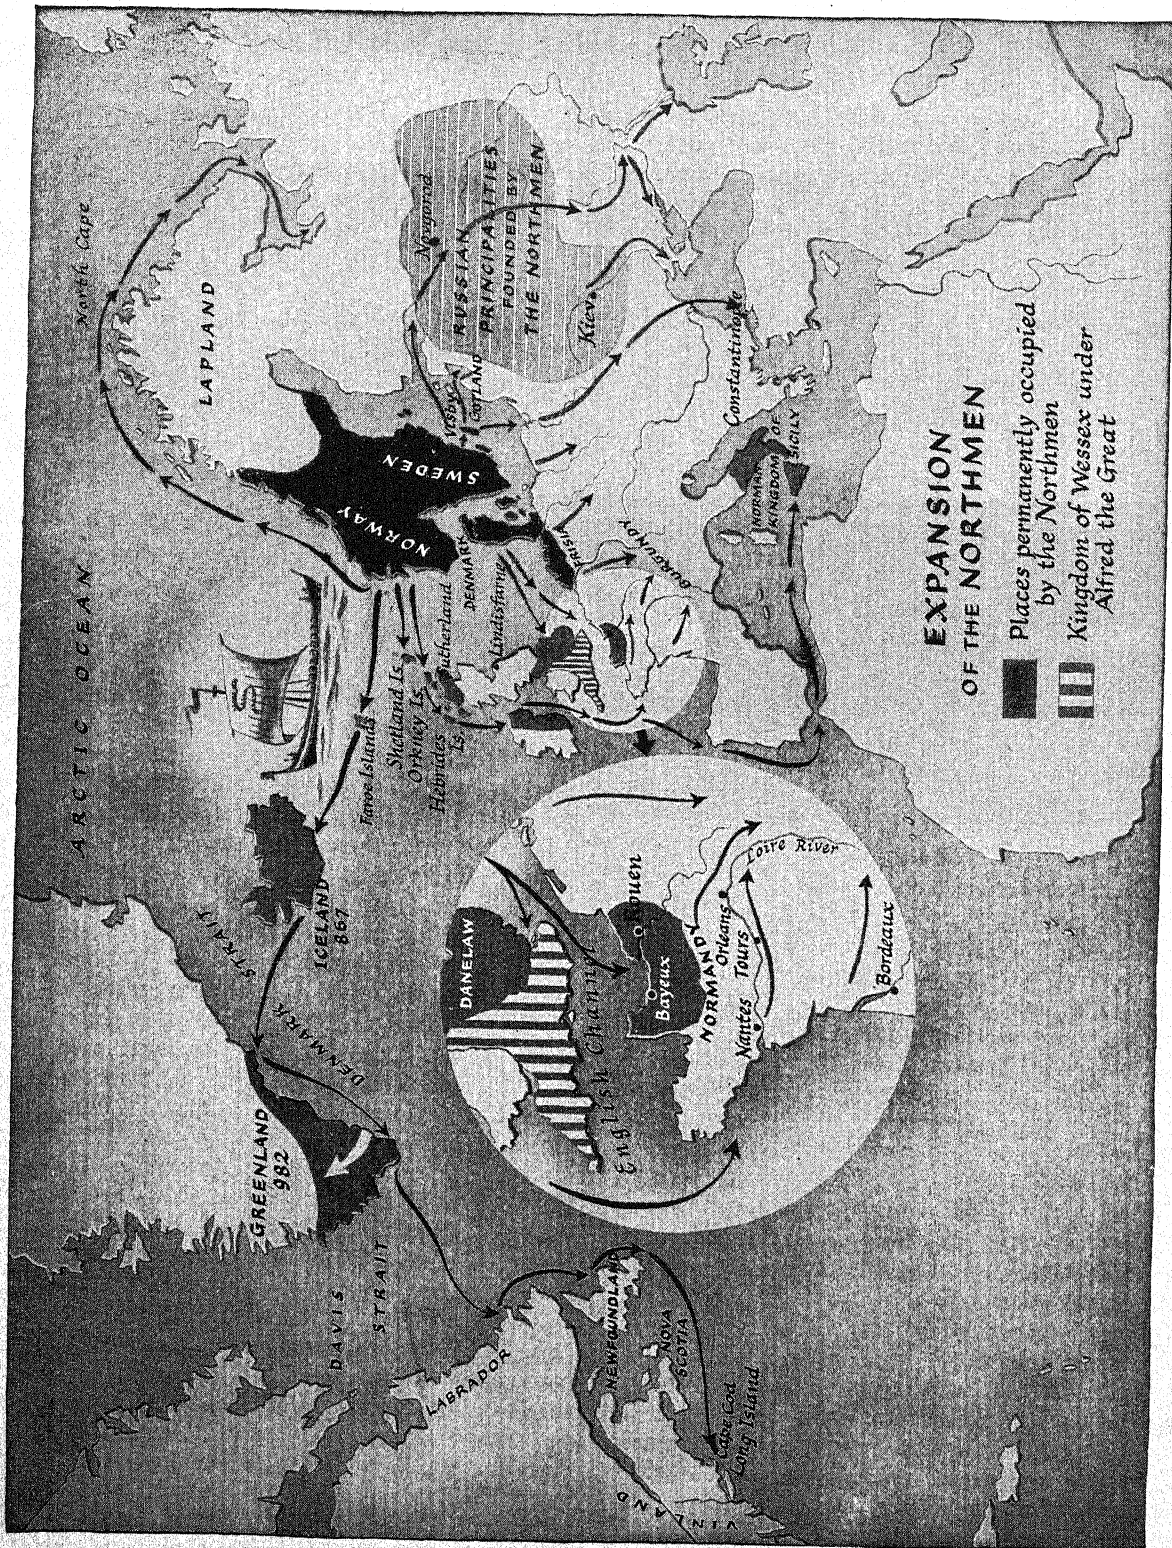 ARCTIC OCEAN
North Cape
LAPLAND
GREENLAND
982
DENMARK STRAIT
ICELAND
867
DAVIS
STRAIT
LABRADOR
NEWFOUNDLAND
NOVA
SCOTIA
Cape Cod
Long Island
VINLAND
Faroe Islands
Shetland Is.
Orkney Is.
Hebrides
Is.
Sutherland
Lindisfarne
NORWAY
SWEDEN
DENMARK
Visby
GOTLAND
FRISIA
BURGUNDY
Novgorod
RUSSIAN
PRINCIPALITIES
FOUNDED BY
THE NORTHMEN
Kiev
Constantinople
NORMAN
KINGDOM OF
SICILY
DANELAW
English Channel
Rouen
Bayeux
NORMANDY
Orleans
Tours
Nantes
Loire River
Bordeaux
EXPANSION
OF THE NORTHMEN
Places permanently occupied
by the Northmen
Kingdom of Wessex under
Alfred the Great